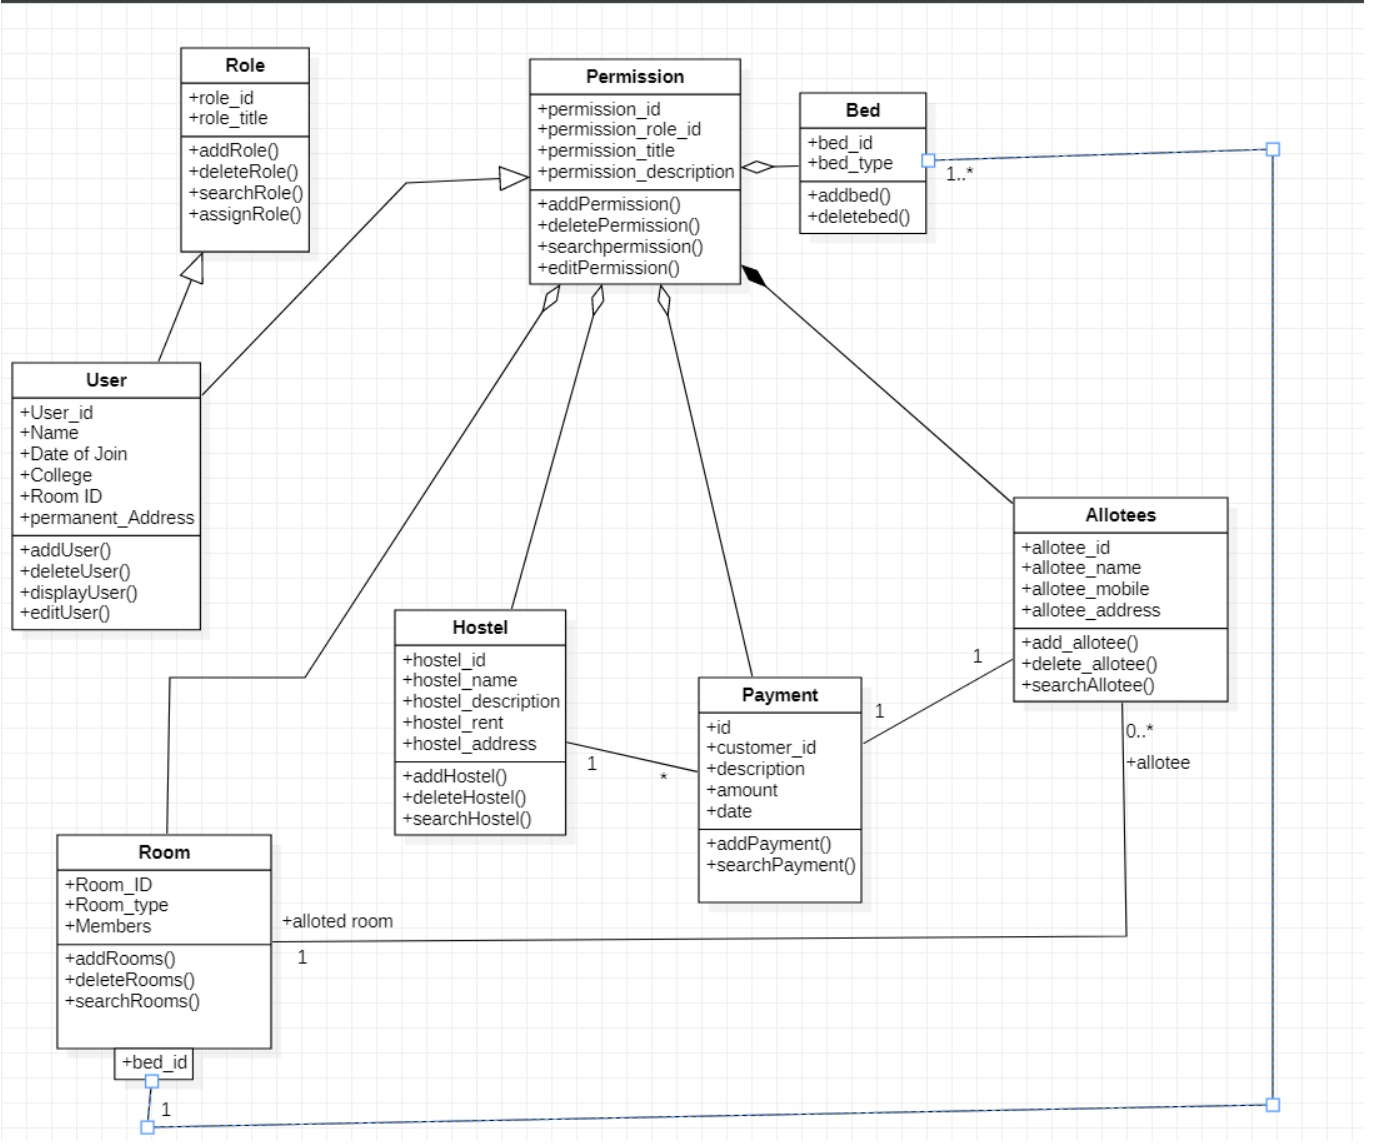 Role
+role_id
+role_title
+addRole()
+deleteRole()
+searchRole()
+assignRole()
Permission
+permission_id
+permission_role_id
+permission_title
+permission_description
+addPermission()
+deletePermission()
+searchpermission()
+editPermission()
Bed
+bed_id
+bed_type
+addbed()
+deletebed()
1..*
User
+User_id
+Name
+Date of Join
+College
+Room ID
+permanent_Address
+addUser()
+deleteUser()
+displayUser()
+editUser()
Allotees
+allotee_id
+allotee_name
+allotee_mobile
+allotee_address
+add_allotee()
+delete_allotee()
+searchAllotee()
Hostel
+hostel_id
+hostel_name
+hostel_description
+hostel_rent
+hostel_address
+addHostel()
+deleteHostel()
+searchHostel()
1
*
Payment
+id
+customer_id
+description
+amount
+date
+addPayment()
+searchPayment()
1
1
0..*
+allotee
Room
+Room_ID
+Room_type
+Members
+addRooms()
+deleteRooms()
+searchRooms()
+alloted room
1
+bed_id
1